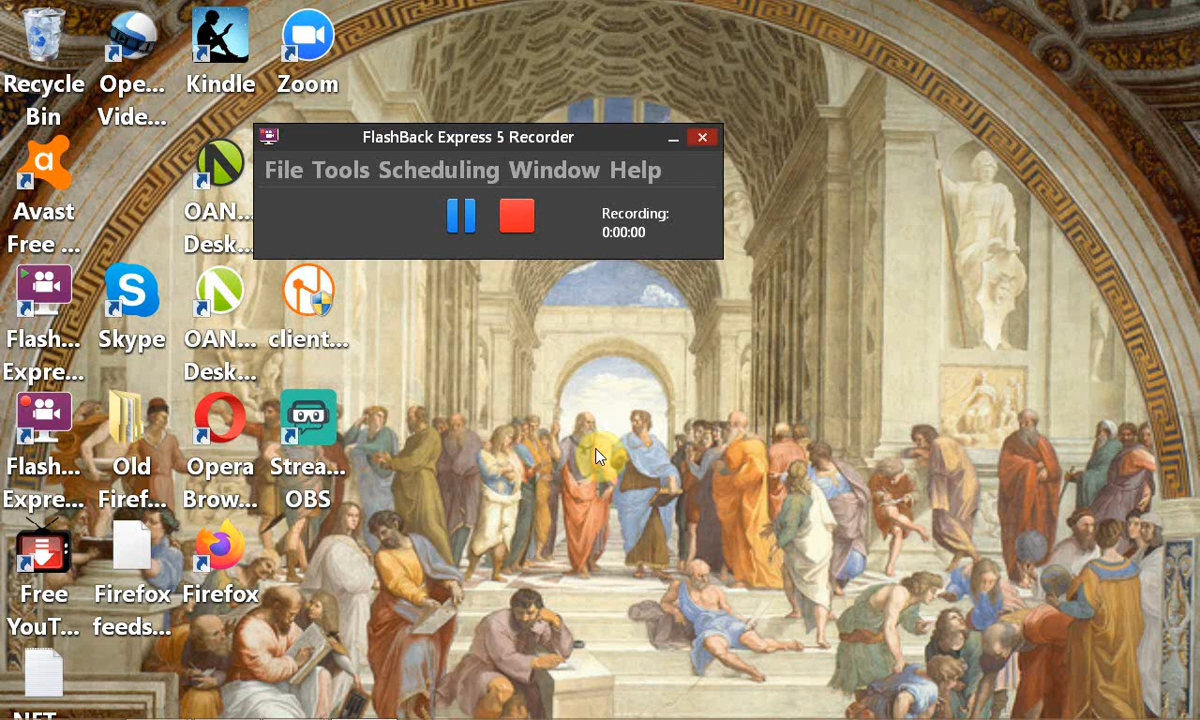 Recycle Bin
Ope...
Vide...
Kindle
Zoom
FlashBack Express 5 Recorder
File Tools Scheduling Window Help
Recording:
0:00:00
Avast
Free ...
OAN...
Desk...
Flash...
Expre...
Skype
OAN...
Desk...
client...
Flash...
Expre...
Old
Firef...
Opera
Brow...
Strea...
OBS
Free
YouT...
Firefox
feeds...
Firefox